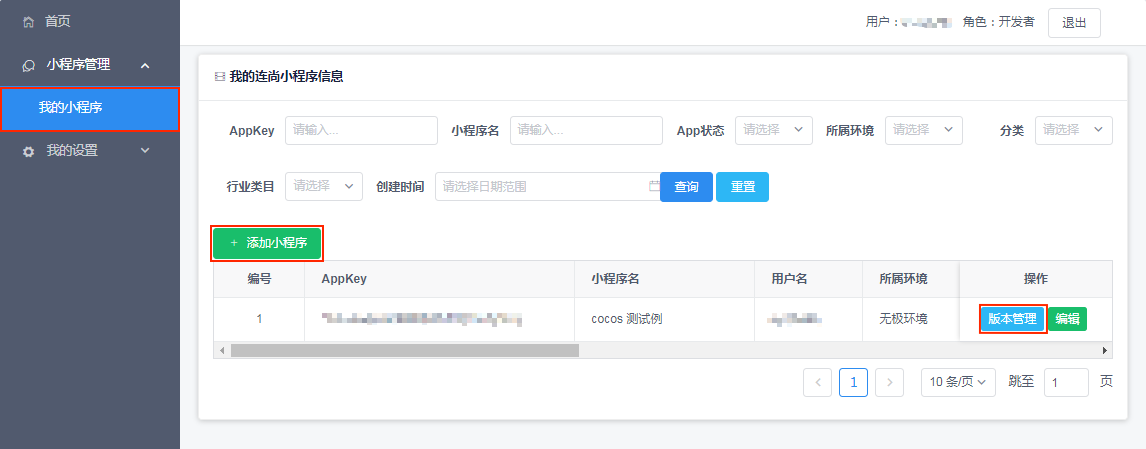 首页
用户：
角色：开发者
退出
小程序管理
我的小程序
我的设置
我的连尚小程序信息
AppKey 请输入... 小程序名 请输入... App状态 请选择 所属环境 请选择 分类 请选择
行业类目 请选择 创建时间 请选择日期范围 查询 重置
+ 添加小程序
编号 AppKey 小程序名 用户名 所属环境 操作
1 cocos 测试例 无极环境 版本管理 编辑
1 10 条/页 跳至 1 页